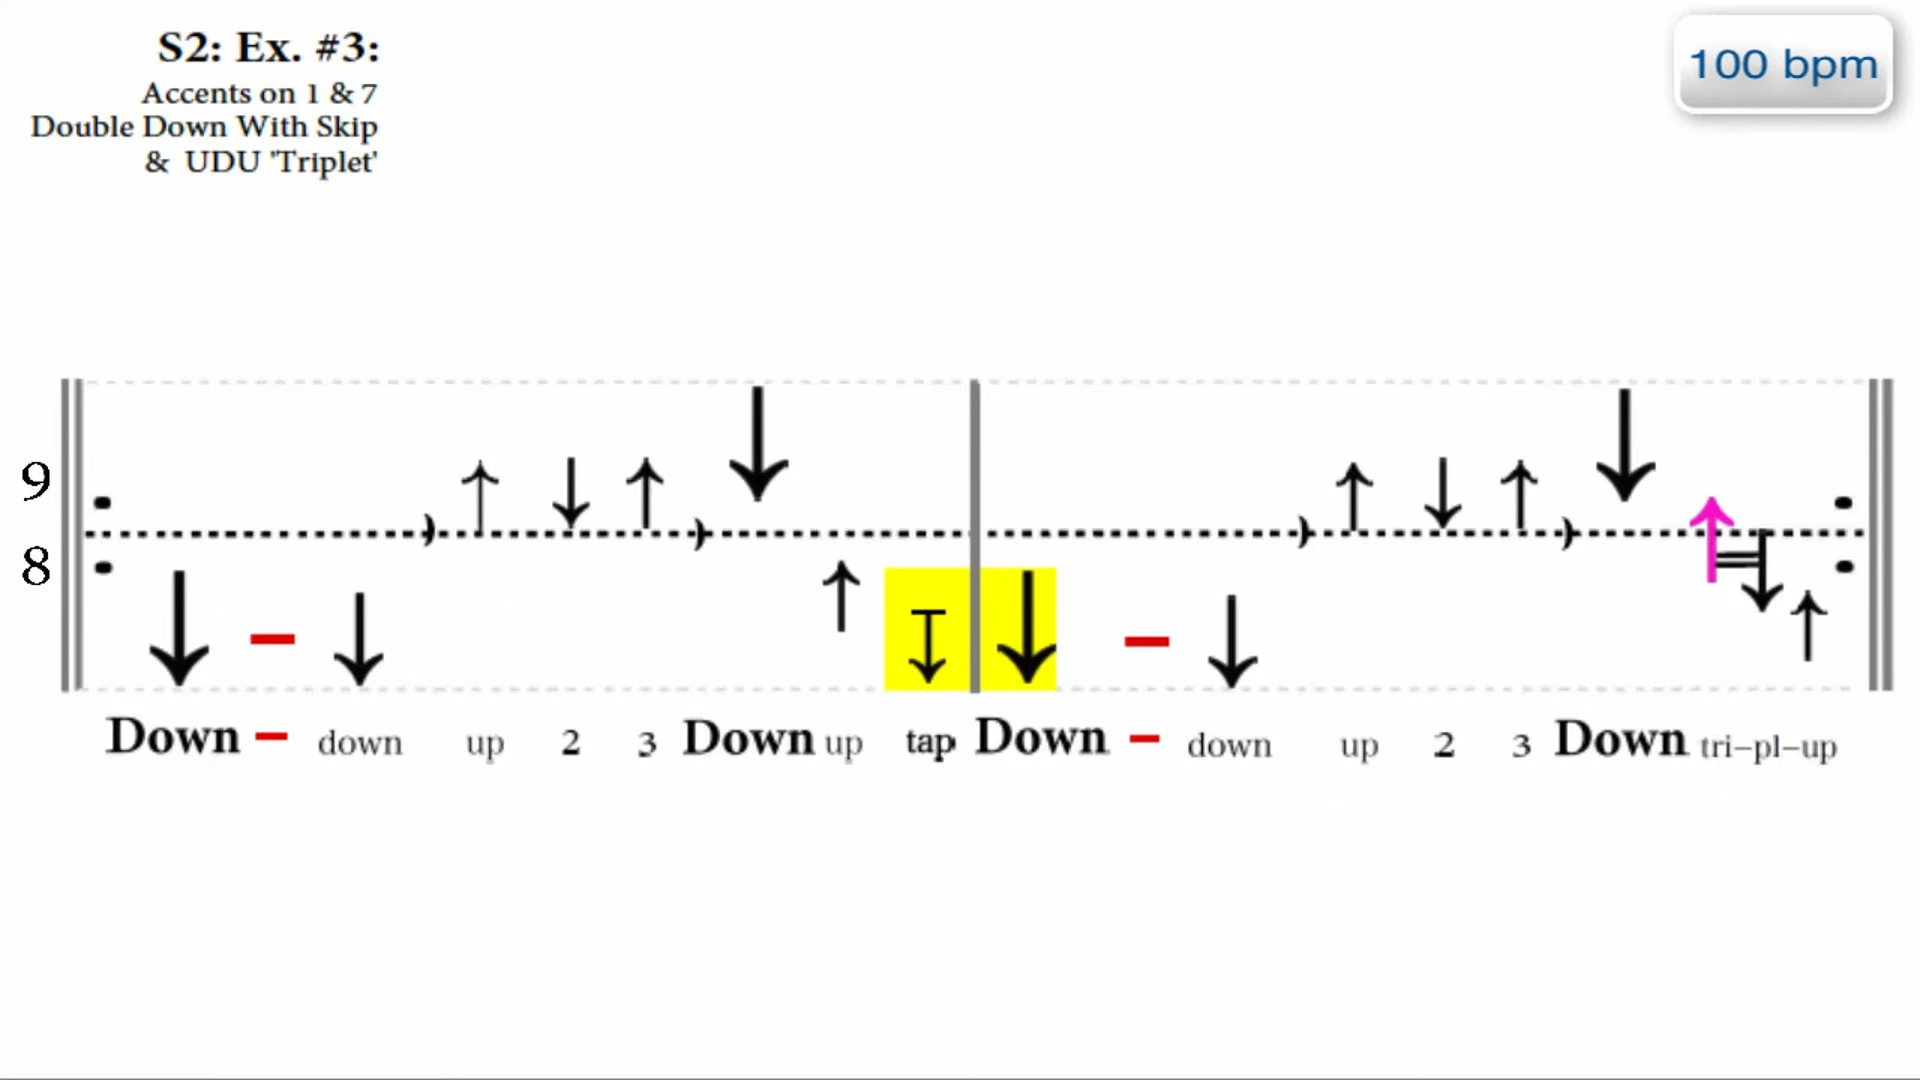 S2: Ex. #3:
Accents on 1 & 7
Double Down With Skip
& UDU 'Triplet'
100 bpm
9
8
Down – down up 2 3 Down up tap Down – down up 2 3 Down tri–pl–up